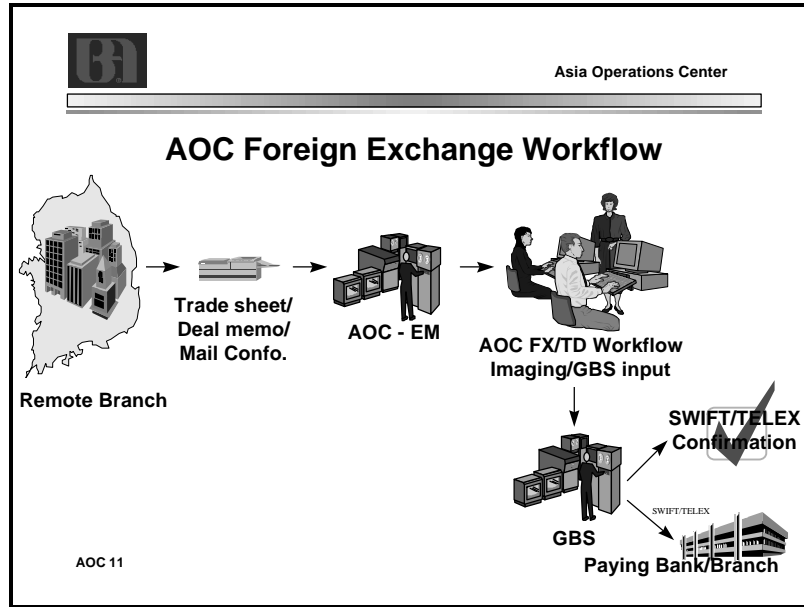 BA
Asia Operations Center
AOC Foreign Exchange Workflow
Trade sheet/
Deal memo/
Mail Confo.
AOC - EM
AOC FX/TD Workflow
Imaging/GBS input
Remote Branch
SWIFT/TELEX
Confirmation
GBS
SWIFT/TELEX
Paying Bank/Branch
AOC 11